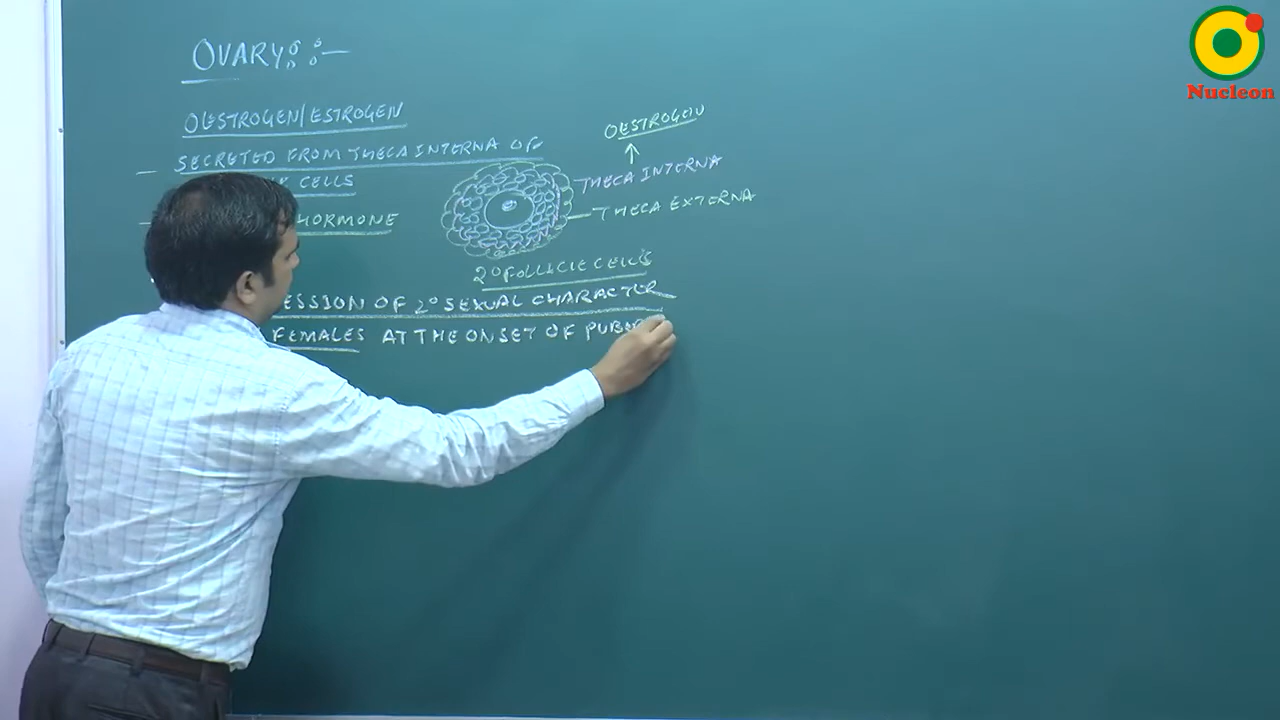 OVARY:: —
OESTROGEN/ESTROGEN
— SECRETED FROM THECA INTERNA OF
CELLS
— HORMONE
OESTROGEN
↑
THECA INTERNA
— THECA EXTERNA
2° FOLLICLE CELLS
ESSION OF 2° SEXUAL CHARACTER
FEMALES AT THE ONSET OF PUB
Nucleon